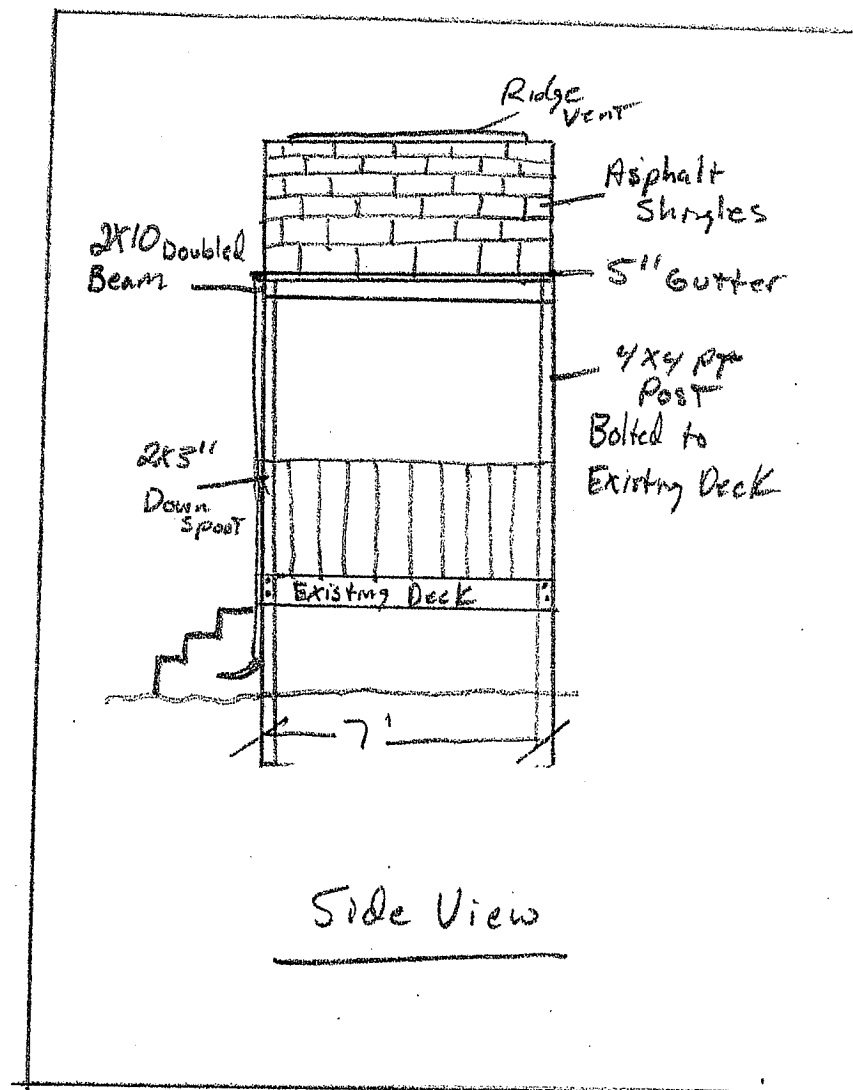 Ridge
Vent
Asphalt
Shingles
2X10 Doubled
Beam
5" Gutter
4X4 PT
Post
Bolted to
Existing Deck
2X3"
Down
Spout
Existing Deck
7'
Side View